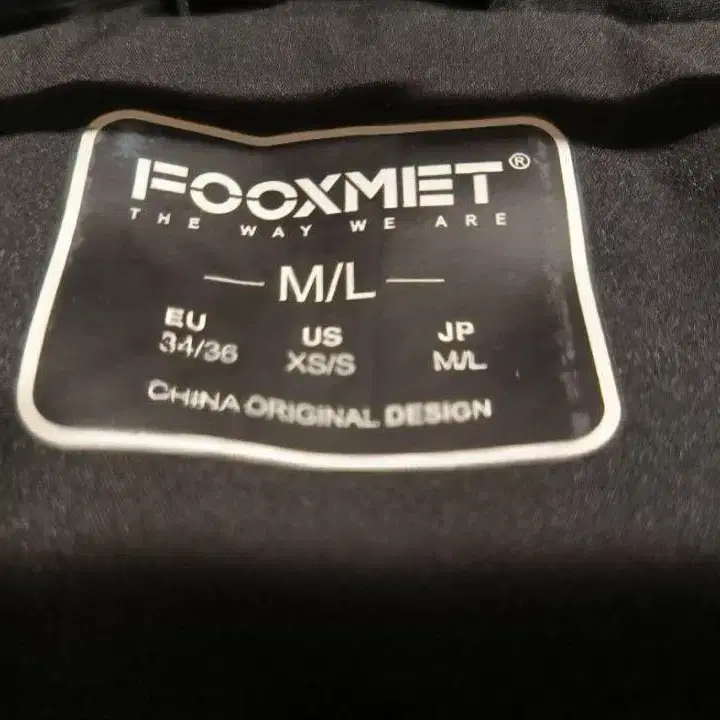 FOOXMET®
THE WAY WE ARE
M/L
EU US JP
34/36 XS/S M/L
CHINA ORIGINAL DESIGN